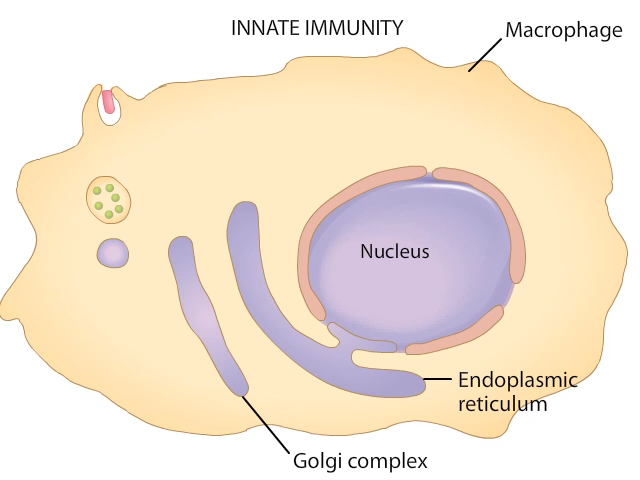 INNATE IMMUNITY
Macrophage
Nucleus
Endoplasmic
reticulum
Golgi complex